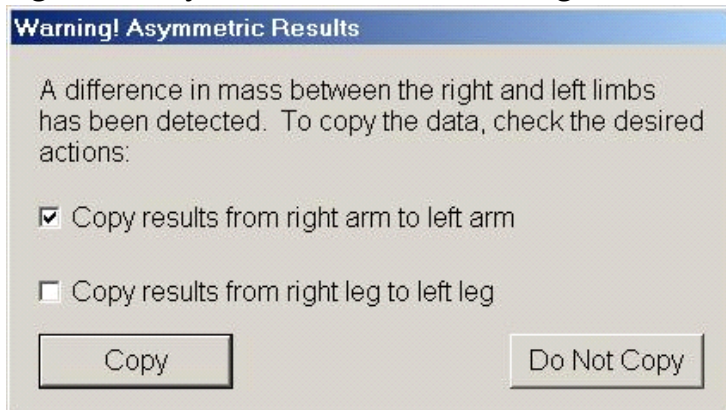 Warning! Asymmetric Results
A difference in mass between the right and left limbs
has been detected. To copy the data, check the desired
actions:
Copy results from right arm to left arm
Copy results from right leg to left leg
Copy
Do Not Copy